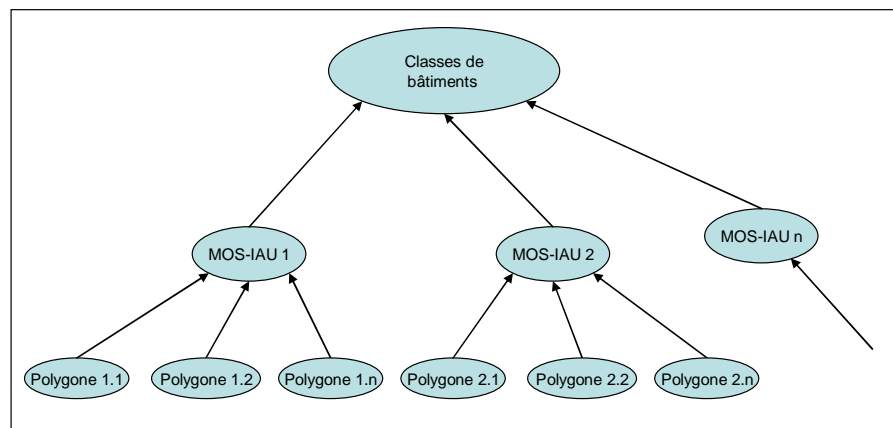 Classes de
bâtiments
MOS-IAU 1
MOS-IAU 2
MOS-IAU n
Polygone 1.1
Polygone 1.2
Polygone 1.n
Polygone 2.1
Polygone 2.2
Polygone 2.n